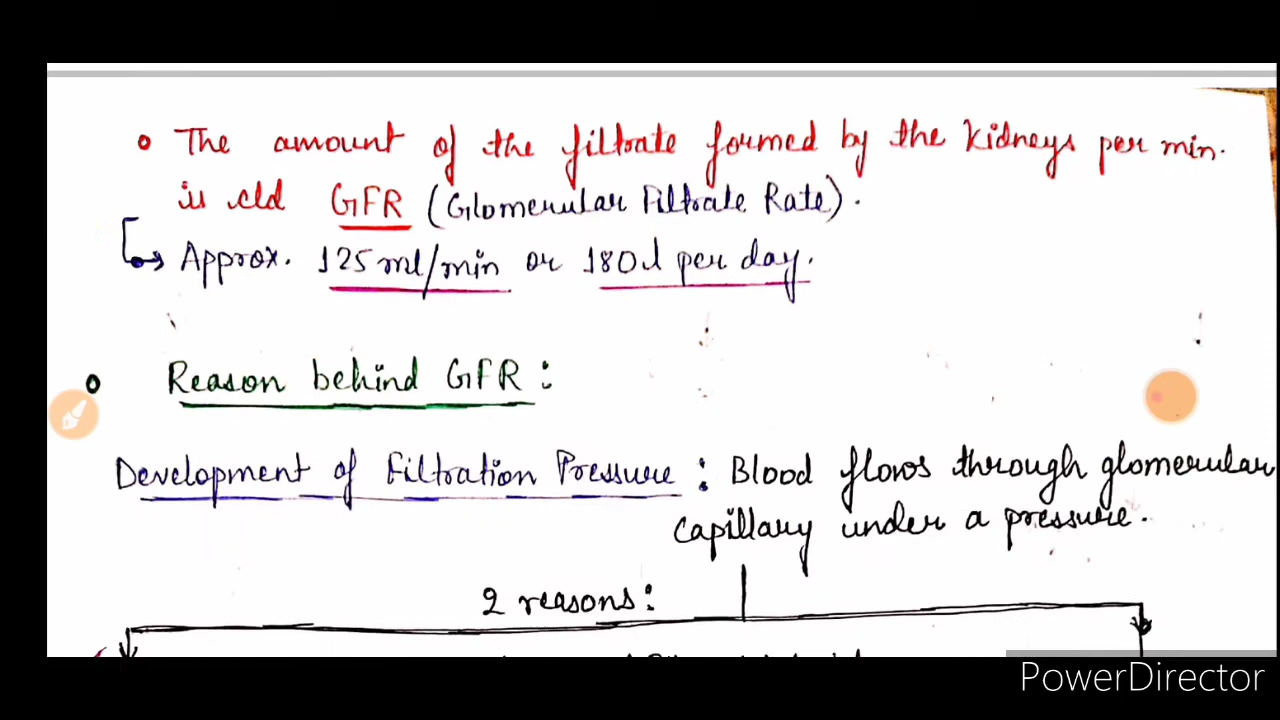 The amount of the filtrate formed by the Kidneys per min.
is cld GFR (Glomerular Filtrate Rate).
Approx. 125 ml/min or 180 l per day.
Reason behind GFR:
Development of Filtration Pressure : Blood flows through glomerular
capillary under a pressure.
2 reasons:
PowerDirector